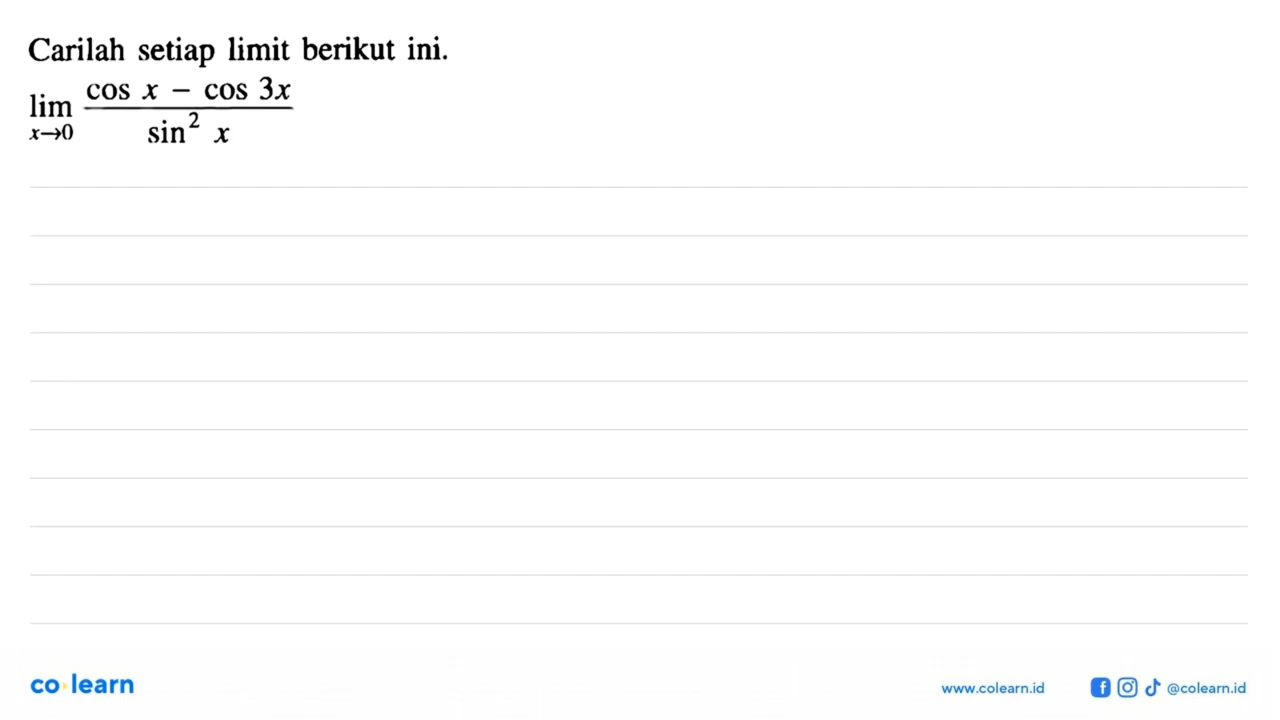 Carilah setiap limit berikut ini.
lim x→0 (cos x − cos 3x) / (sin² x)
co·learn
www.colearn.id
@colearn.id